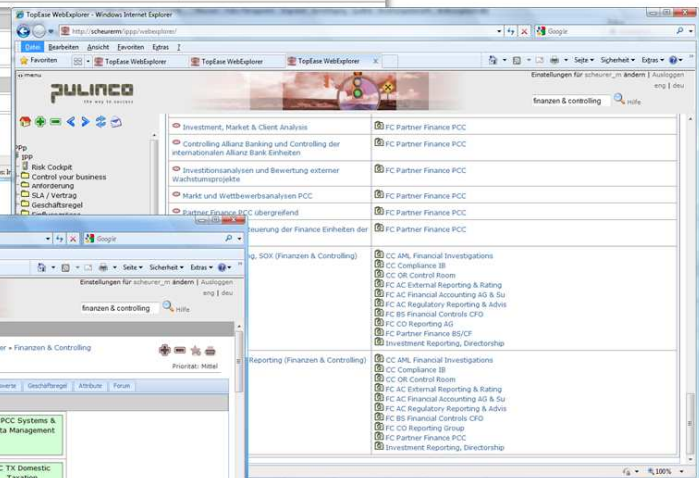 TopEase WebExplorer - Windows Internet Explorer
http://scheurerm/ippp/webexplorer/
Google
Datei Bearbeiten Ansicht Favoriten Extras ?
Favoriten TopEase WebExplorer TopEase WebExplorer TopEase WebExplorer X
Seite Sicherheit Extras
menu
Einstellungen für scheurer_m ändern | Ausloggen
eng | deu
PULINCO
the way to success
finanzen & controlling Hilfe
IPP
Risk Cockpit
Control your business
Anforderung
SLA / Vertrag
Geschäftsregel
Investment, Market & Client Analysis
FC Partner Finance PCC
Controlling Allianz Banking und Controlling der internationalen Allianz Bank Einheiten
FC Partner Finance PCC
Investitionsanalysen und Bewertung externer Wachstumsprojekte
FC Partner Finance PCC
Markt und Wettbewerbsanalysen PCC
FC Partner Finance PCC
Partner Finance PCC übergreifend
FC Partner Finance PCC
teuerung der Finance Einheiten der
FC Partner Finance PCC
SOX (Finanzen & Controlling)
CC AML Financial Investigations
CC Compliance IB
CC OR Control Room
FC AC External Reporting & Rating
FC AC Financial Accounting AG & Su
FC AC Regulatory Reporting & Advis
FC BS Financial Controls CFO
FC CO Reporting AG
FC Partner Finance BS/CF
Investment Reporting, Directorship
Reporting (Finanzen & Controlling)
CC AML Financial Investigations
CC Compliance IB
CC OR Control Room
FC AC External Reporting & Rating
FC AC Financial Accounting AG & Su
FC AC Regulatory Reporting & Advis
FC BS Financial Controls CFO
FC CO Reporting Group
FC Partner Finance PCC
Investment Reporting, Directorship
100%
Google
Seite Sicherheit Extras
Einstellungen für scheurer_m ändern | Ausloggen
eng | deu
finanzen & controlling Hilfe
er » Finanzen & Controlling
Priorität: Mittel
Geschäftsregel Attribute Forum
PCC Systems &
ta Management
TX Domestic
Taxation